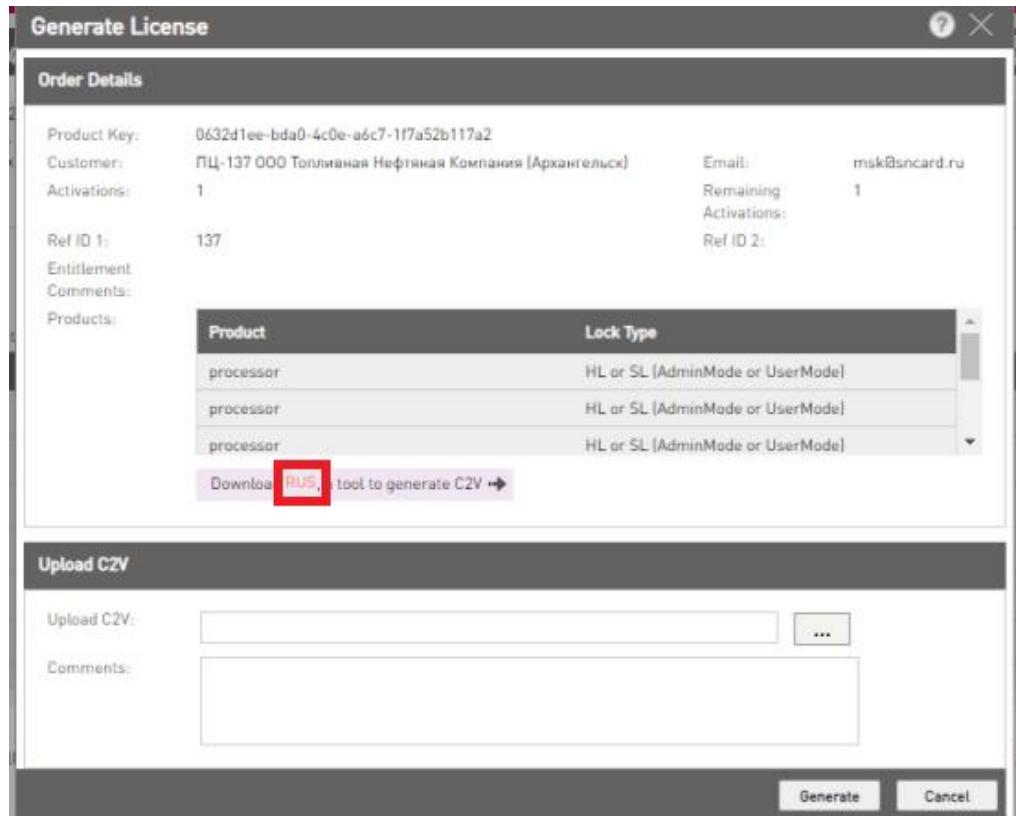 Generate License
Order Details
Product Key: 0632d1ee-bda0-4c0e-a6c7-1f7a52b117a2
Customer: ПЦ-137 ООО Топливная Нефтяная Компания (Архангельск) Email: msk@sncard.ru
Activations: 1 Remaining Activations: 1
Ref ID 1: 137 Ref ID 2:
Entitlement Comments:
Products:
Product Lock Type
processor HL or SL (AdminMode or UserMode)
processor HL or SL (AdminMode or UserMode)
processor HL or SL (AdminMode or UserMode)
Downloa RUS, tool to generate C2V
Upload C2V
Upload C2V: ...
Comments:
Generate Cancel